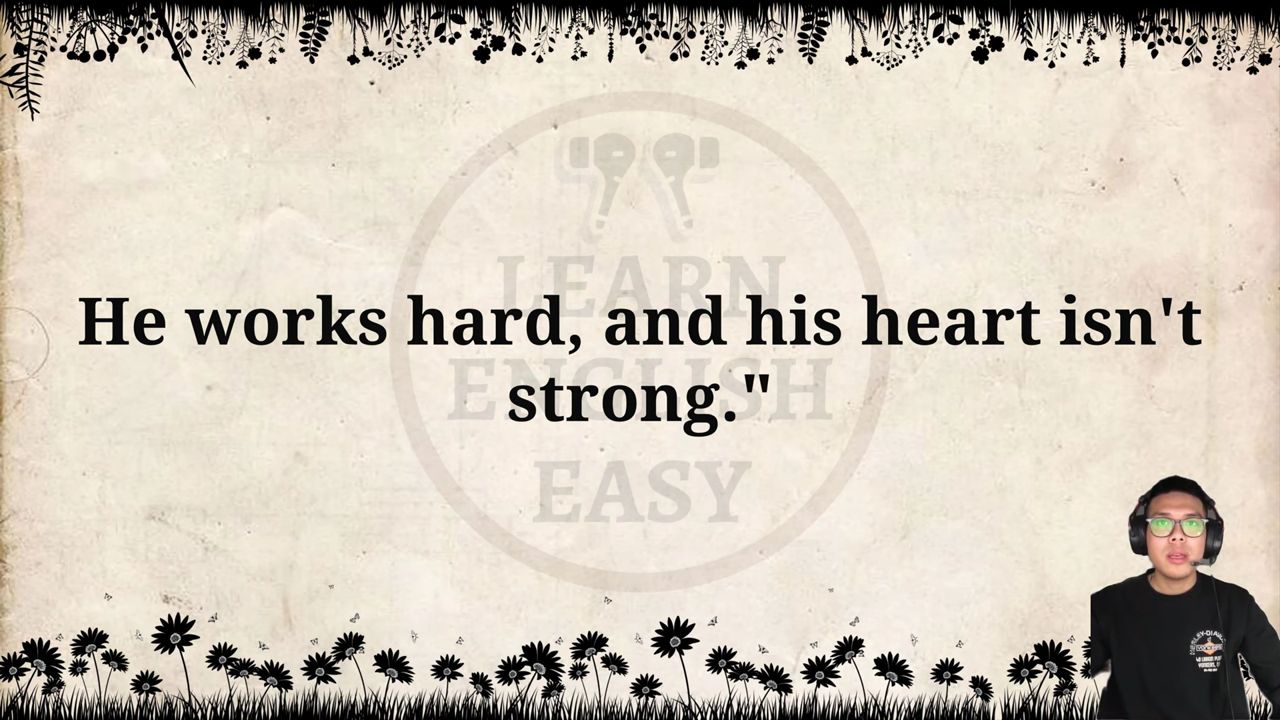 He works hard, and his heart isn't
strong."
LEARN
ENGLISH
EASY